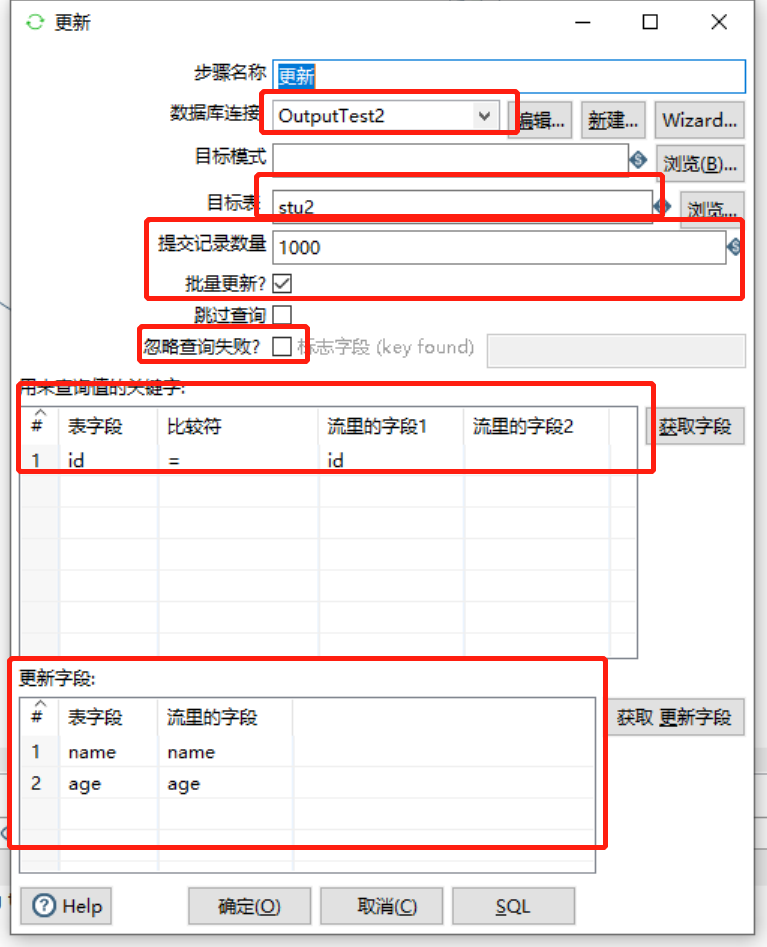 更新
步骤名称 更新
数据库连接 OutputTest2 编辑... 新建... Wizard...
目标模式 浏览(B)...
目标表 stu2 浏览...
提交记录数量 1000
批量更新?
跳过查询
忽略查询失败? 标志字段 (key found)
用来查询值的关键字:
# 表字段 比较符 流里的字段1 流里的字段2 获取字段
1 id = id
更新字段:
# 表字段 流里的字段 获取 更新字段
1 name name
2 age age
Help 确定(O) 取消(C) SQL